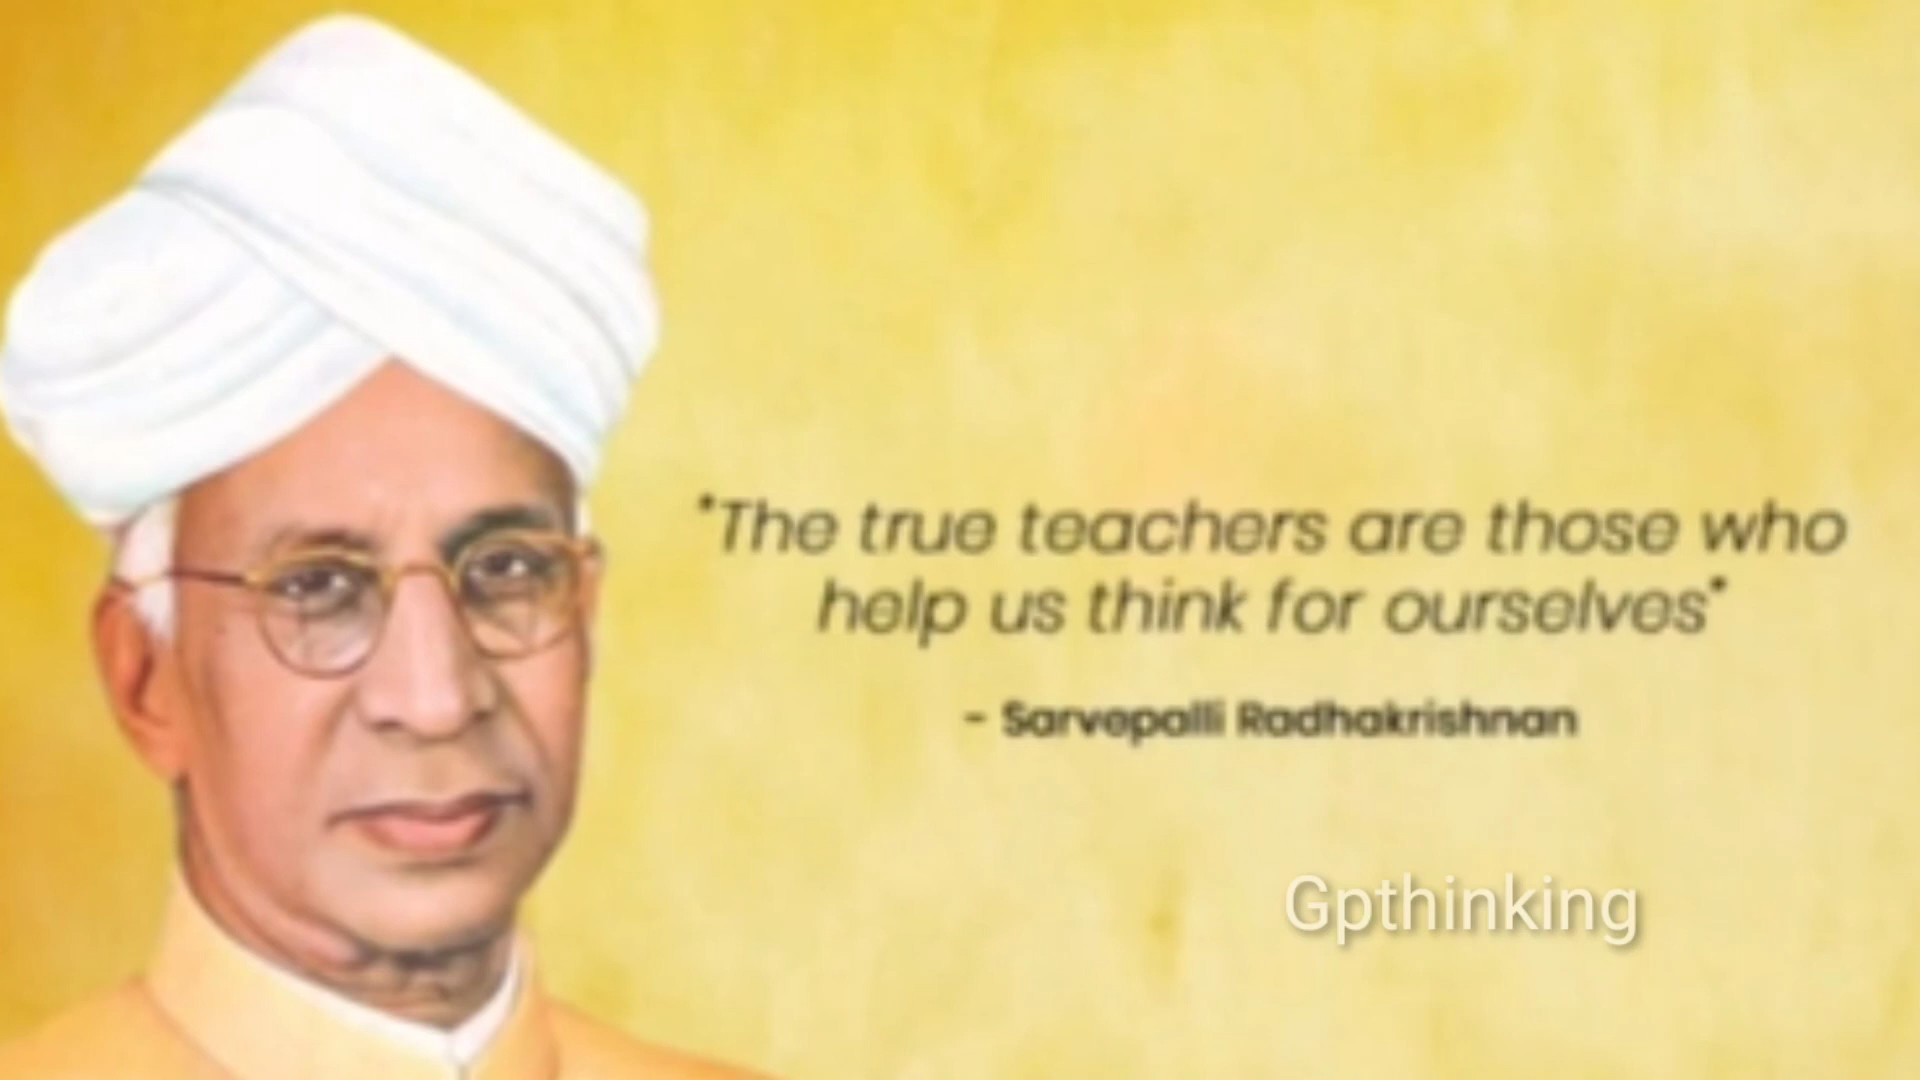 "The true teachers are those who
help us think for ourselves"
- Sarvepalli Radhakrishnan
Gpthinking